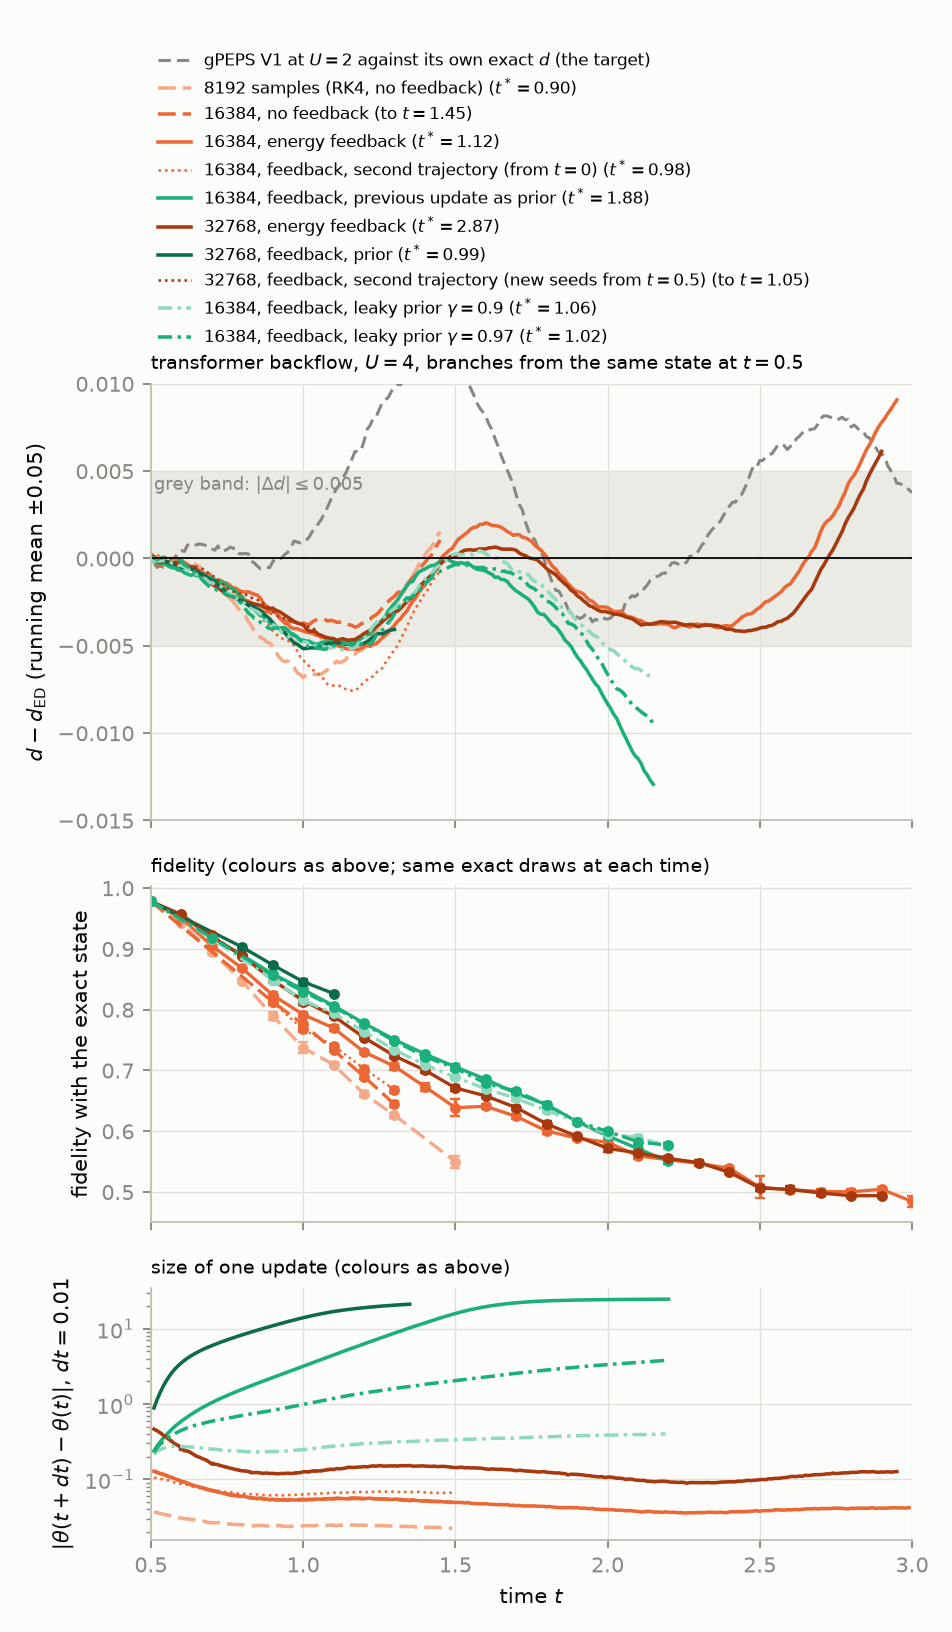 gPEPS V1 at U = 2 against its own exact d (the target)
8192 samples (RK4, no feedback) (t* = 0.90)
16384, no feedback (to t = 1.45)
16384, energy feedback (t* = 1.12)
16384, feedback, second trajectory (from t = 0) (t* = 0.98)
16384, feedback, previous update as prior (t* = 1.88)
32768, energy feedback (t* = 2.87)
32768, feedback, prior (t* = 0.99)
32768, feedback, second trajectory (new seeds from t = 0.5) (to t = 1.05)
16384, feedback, leaky prior γ = 0.9 (t* = 1.06)
16384, feedback, leaky prior γ = 0.97 (t* = 1.02)
transformer backflow, U = 4, branches from the same state at t = 0.5
d − d_ED (running mean ±0.05)
0.010
0.005
0.000
−0.005
−0.010
−0.015
grey band: |Δd| ≤ 0.005
fidelity (colours as above; same exact draws at each time)
fidelity with the exact state
1.0
0.9
0.8
0.7
0.6
0.5
size of one update (colours as above)
|θ(t + dt) − θ(t)|, dt = 0.01
10¹
10⁰
10⁻¹
0.5 1.0 1.5 2.0 2.5 3.0
time t